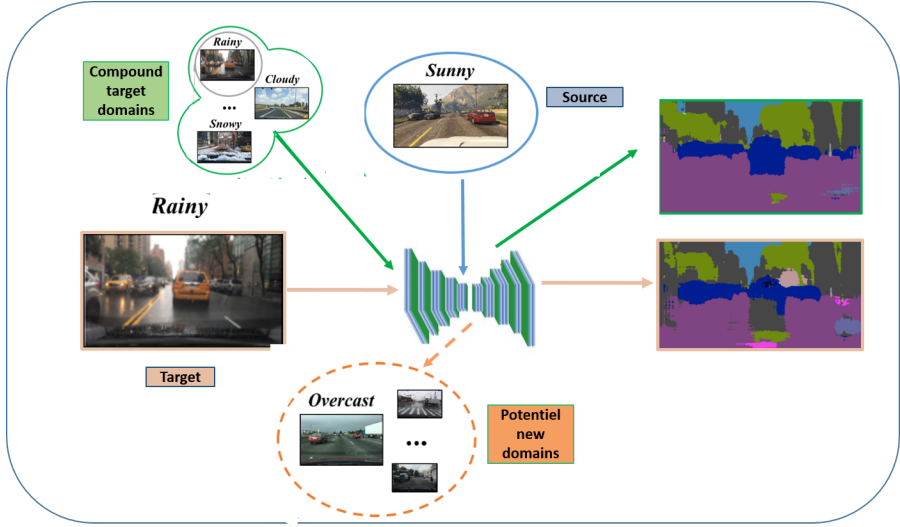 Rainy
Cloudy
...
Snowy
Compound
target
domains
Sunny
Source
Rainy
Target
Overcast
...
Potentiel
new
domains